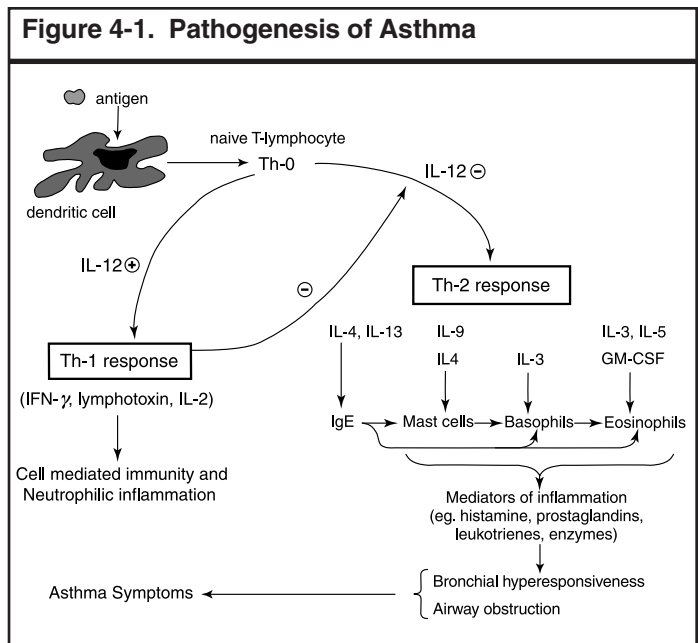 Figure 4-1. Pathogenesis of Asthma
antigen
naive T-lymphocyte
Th-0
IL-12 ⊖
dendritic cell
IL-12 ⊕
⊖
Th-2 response
Th-1 response
(IFN-γ, lymphotoxin, IL-2)
IL-4, IL-13
IL-9
IL4
IL-3
IL-3, IL-5
GM-CSF
IgE
Mast cells
Basophils
Eosinophils
Cell mediated immunity and
Neutrophilic inflammation
Mediators of inflammation
(eg. histamine, prostaglandins,
leukotrienes, enzymes)
Bronchial hyperesponsiveness
Airway obstruction
Asthma Symptoms